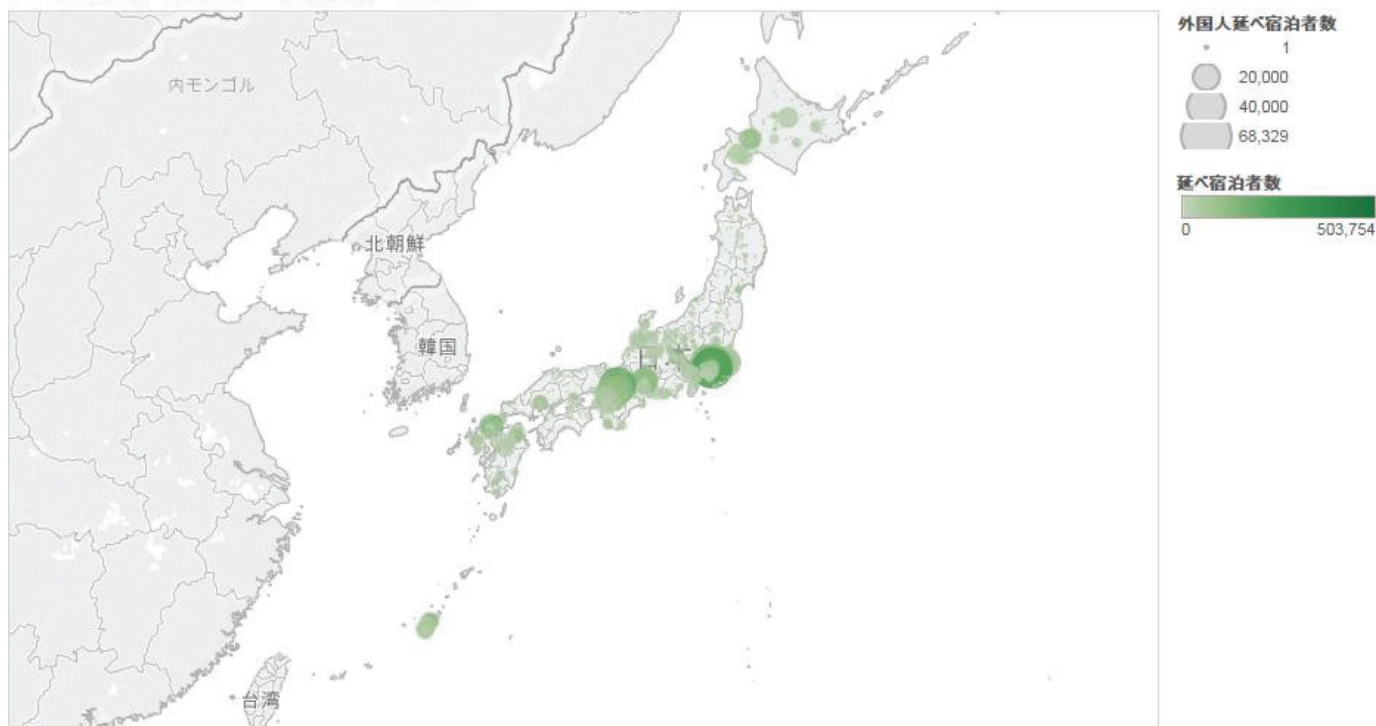 外国人延べ宿泊者数
1
20,000
40,000
68,329
延べ宿泊者数
0
503,754
内モンゴル
北朝鮮
韓国
台湾